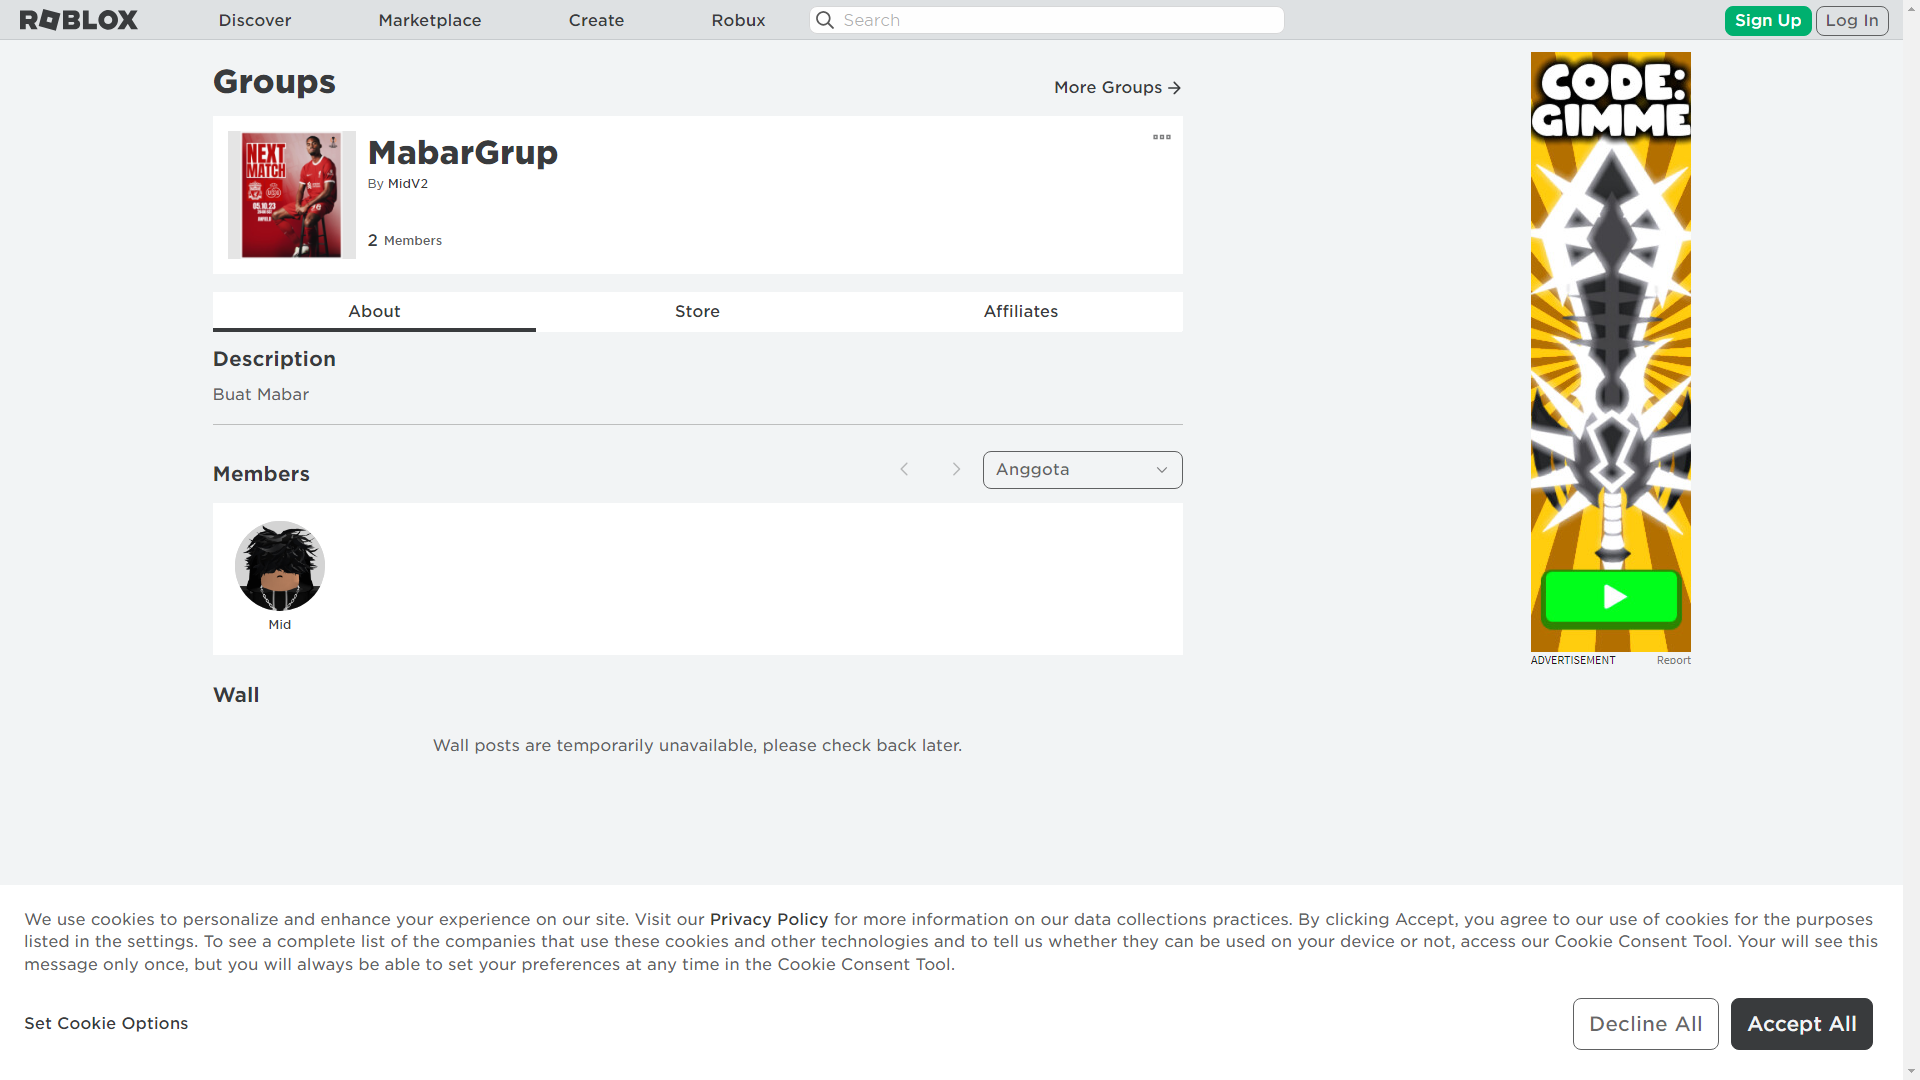 ROBLOX
Discover
Marketplace
Create
Robux
Search
Sign Up
Log In
Groups
More Groups
NEXT
MATCH
05.10.23
MabarGrup
By MidV2
2 Members
About
Store
Affiliates
Description
Buat Mabar
Members
Anggota
Mid
Wall
Wall posts are temporarily unavailable, please check back later.
CODE:
GIMME
ADVERTISEMENT
Report
We use cookies to personalize and enhance your experience on our site. Visit our Privacy Policy for more information on our data collections practices. By clicking Accept, you agree to our use of cookies for the purposes
listed in the settings. To see a complete list of the companies that use these cookies and other technologies and to tell us whether they can be used on your device or not, access our Cookie Consent Tool. Your will see this
message only once, but you will always be able to set your preferences at any time in the Cookie Consent Tool.
Set Cookie Options
Decline All
Accept All